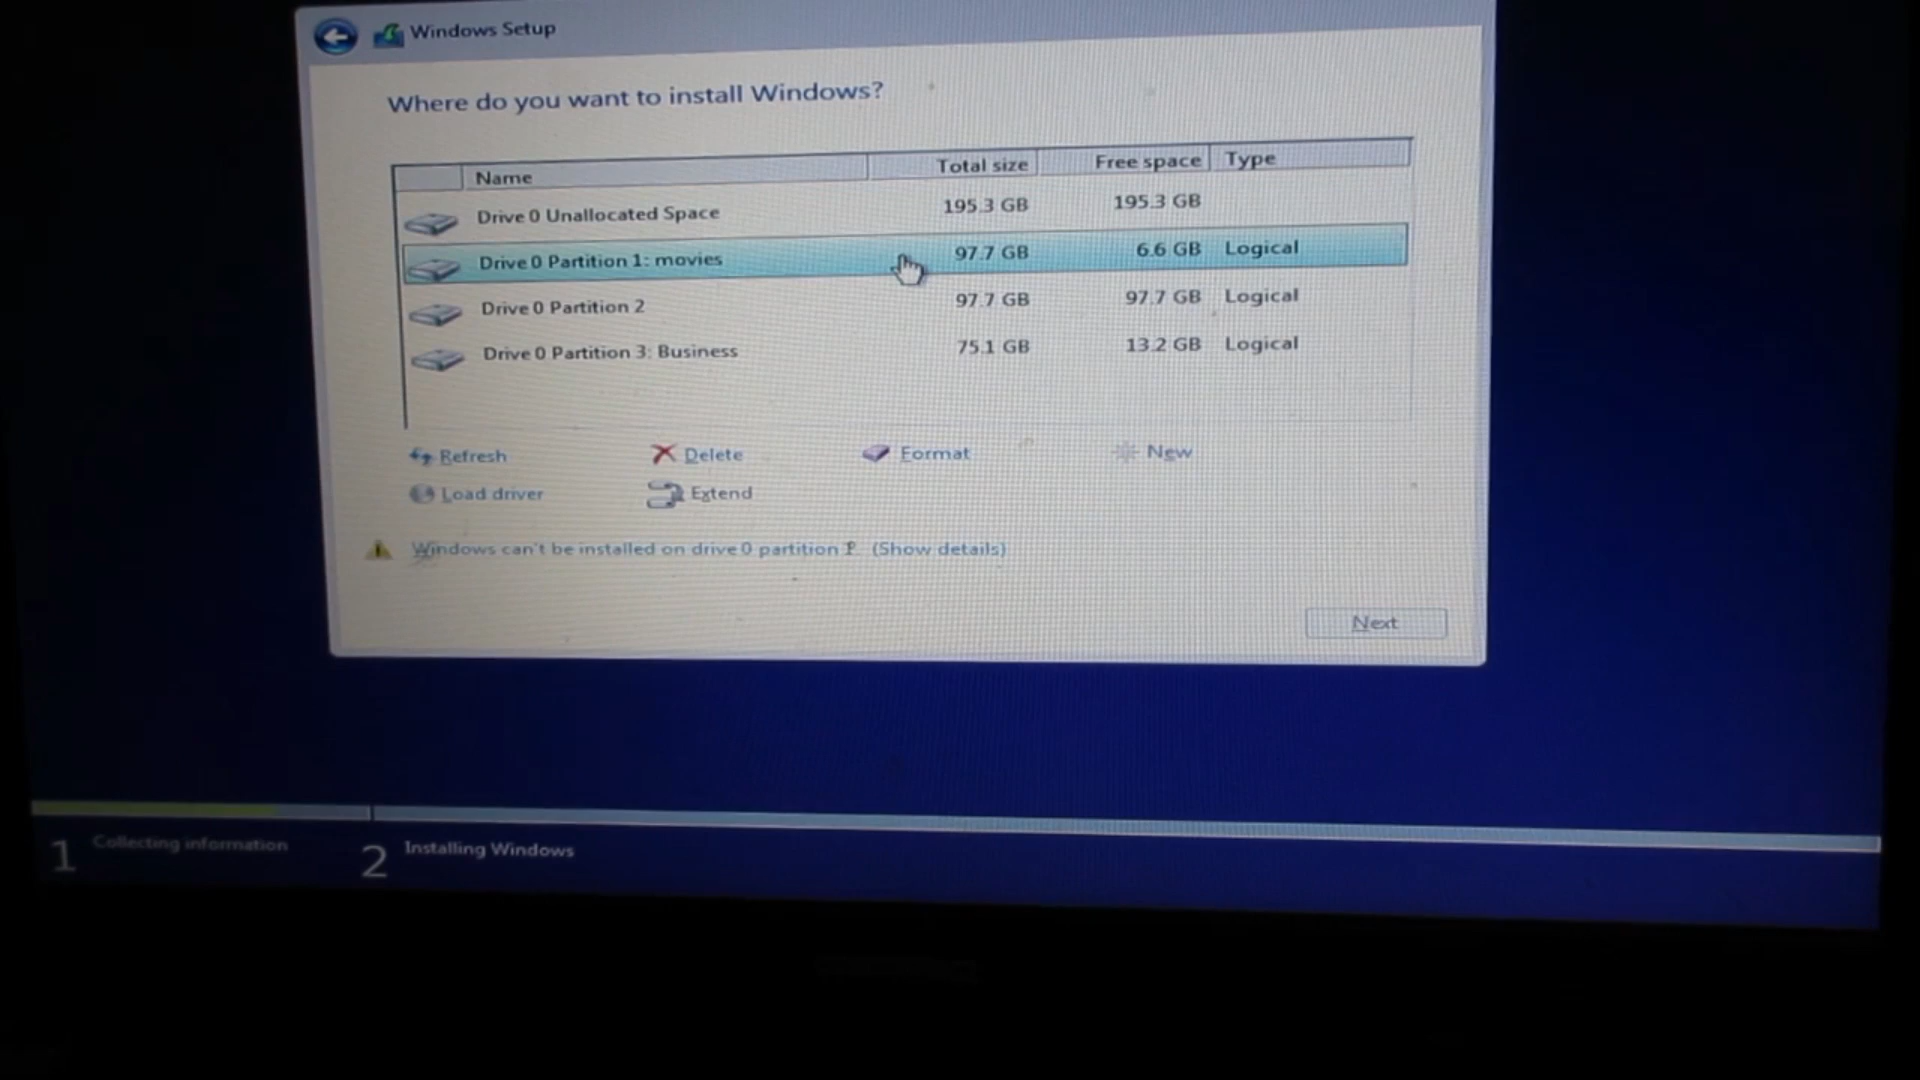 Windows Setup
Where do you want to install Windows?
Name Total size Free space Type
Drive 0 Unallocated Space 195.3 GB 195.3 GB
Drive 0 Partition 1: movies 97.7 GB 6.6 GB Logical
Drive 0 Partition 2 97.7 GB 97.7 GB Logical
Drive 0 Partition 3: Business 75.1 GB 13.2 GB Logical
Refresh Delete Format New
Load driver Extend
Windows can't be installed on drive 0 partition (Show details)
Next
1 Collecting information 2 Installing Windows